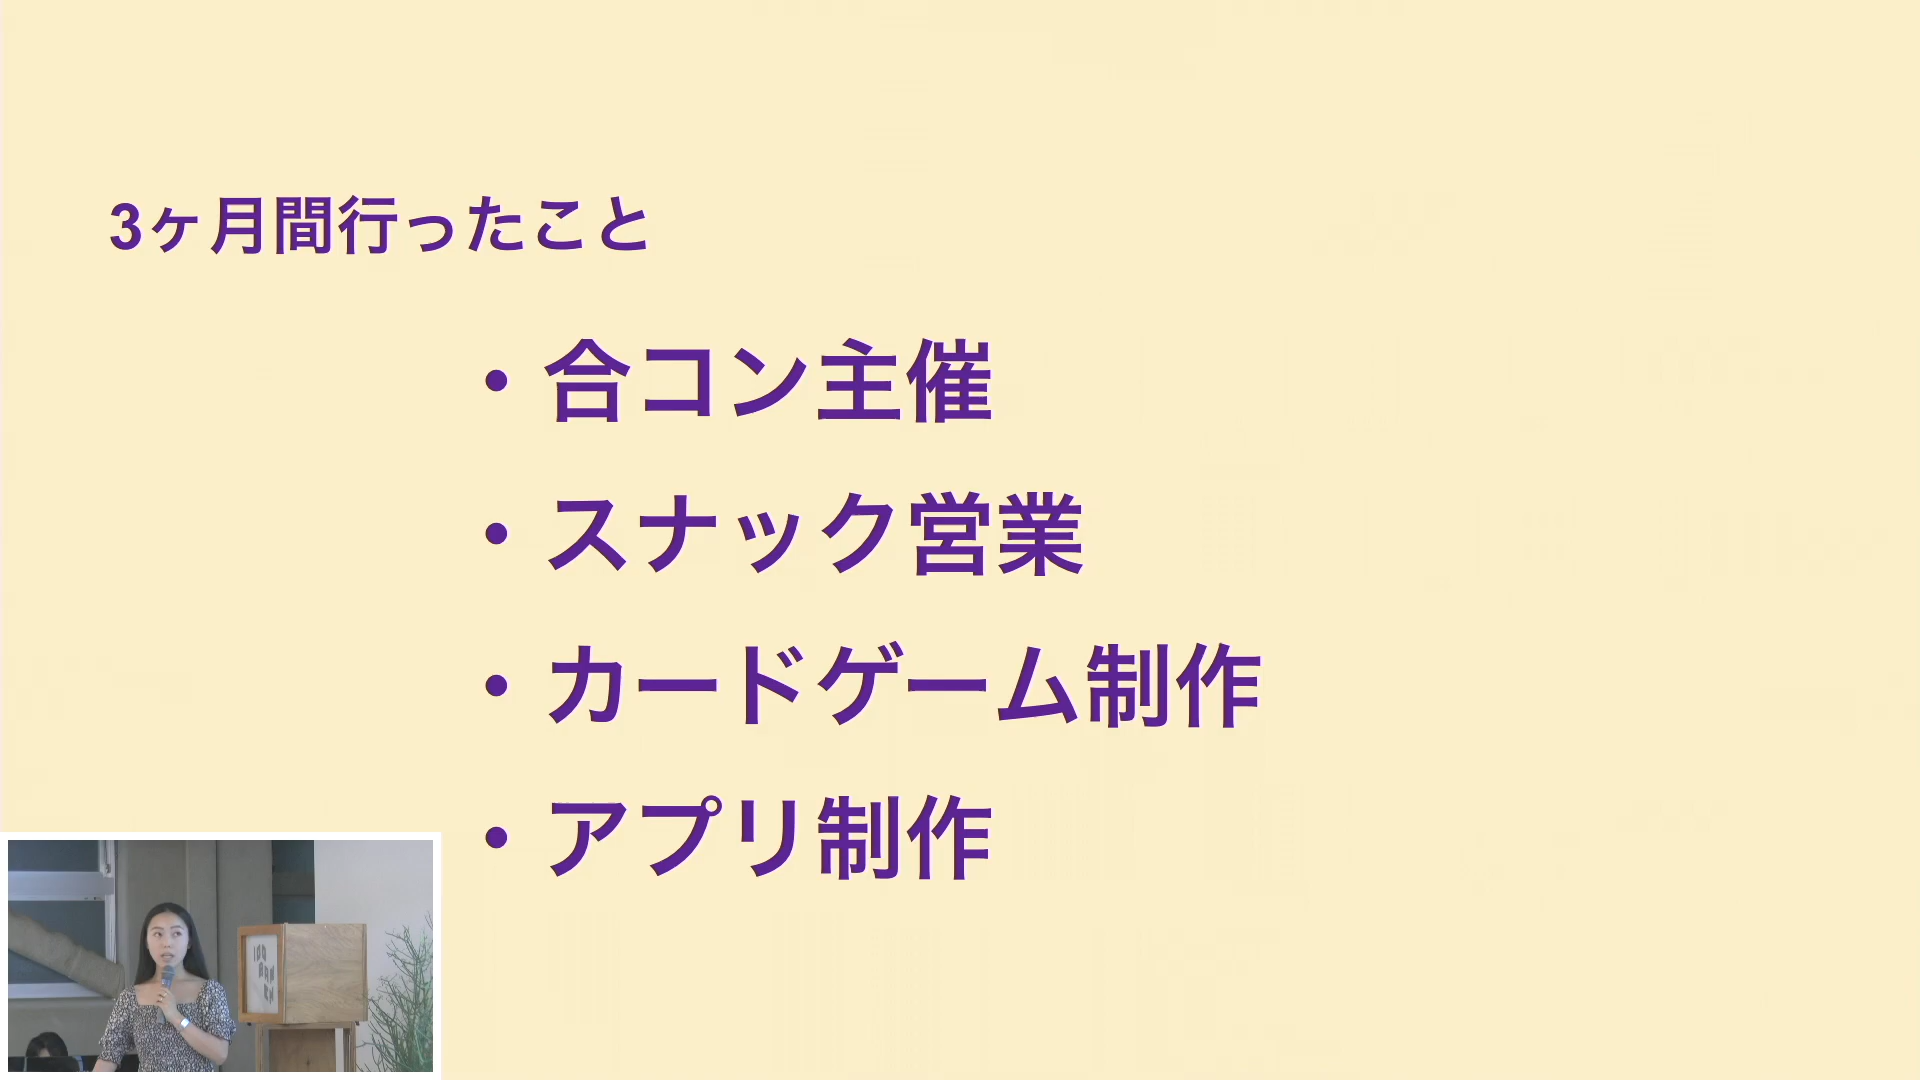 3ヶ月間行ったこと
・合コン主催
・スナック営業
・カードゲーム制作
・アプリ制作